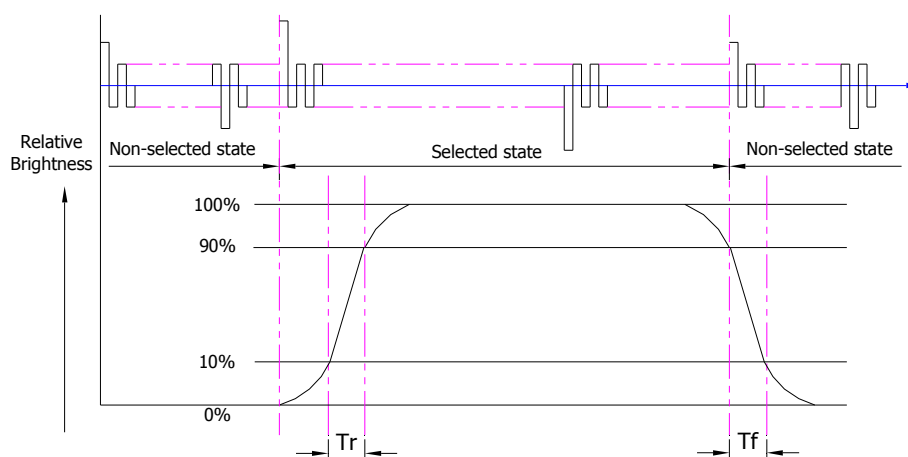 Relative
Brightness
Non-selected state
Selected state
Non-selected state
100%
90%
10%
0%
Tr
Tf